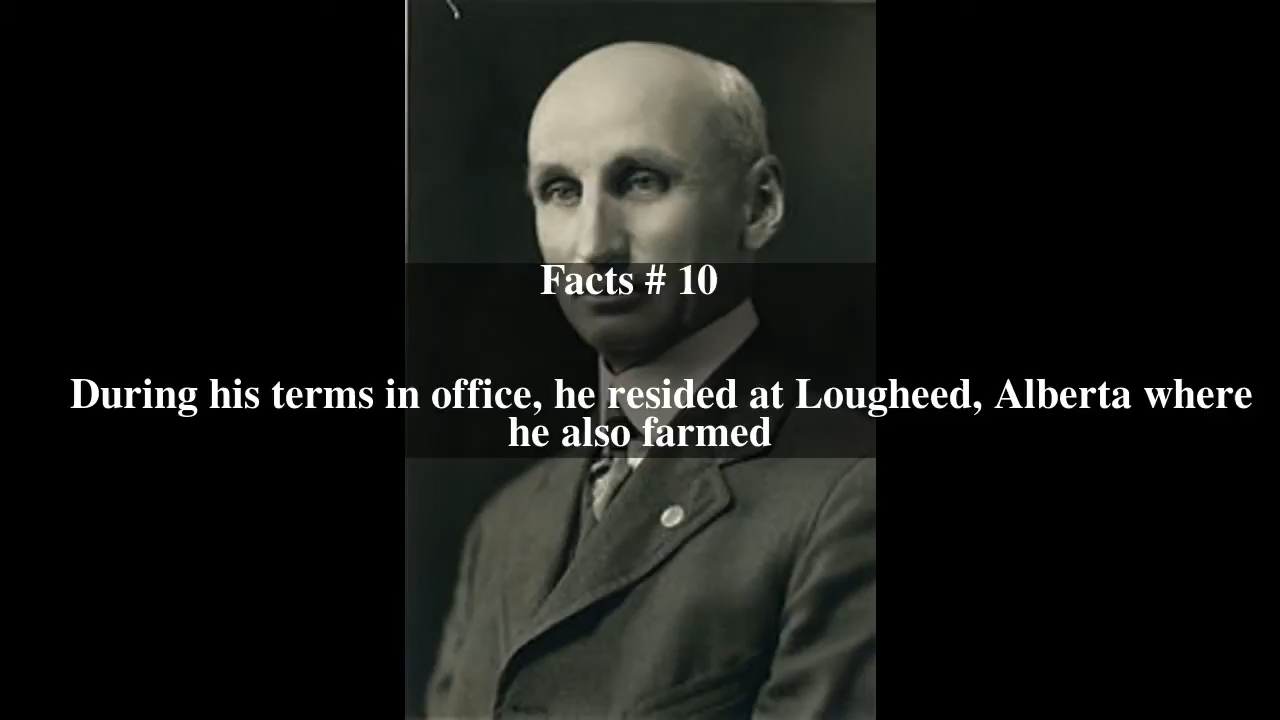 Facts # 10
During his terms in office, he resided at Lougheed, Alberta where
he also farmed